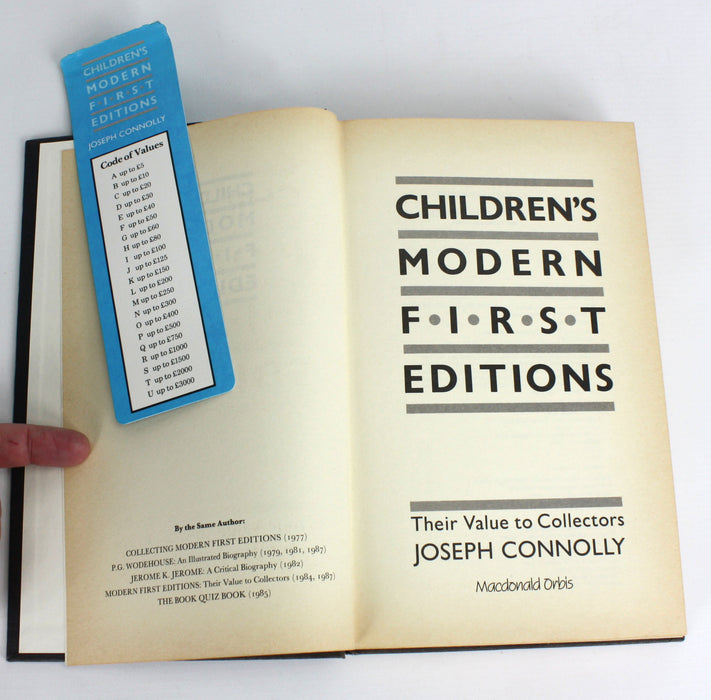 CHILDREN'S
MODERN
FIRST
EDITIONS
JOSEPH CONNOLLY
Code of Values
A up to £5
B up to £10
C up to £20
D up to £30
E up to £40
F up to £50
G up to £60
H up to £80
I up to £100
J up to £125
K up to £150
L up to £200
M up to £250
N up to £300
O up to £400
P up to £500
Q up to £750
R up to £1000
S up to £1500
T up to £2000
U up to £3000
By the Same Author:
COLLECTING MODERN FIRST EDITIONS (1977)
P.G. WODEHOUSE: An Illustrated Biography (1979, 1981, 1987)
JEROME K. JEROME: A Critical Biography (1982)
MODERN FIRST EDITIONS: Their Value to Collectors (1984, 1987)
THE BOOK QUIZ BOOK (1985)
CHILDREN'S
MODERN
F•I•R•S•T
EDITIONS
Their Value to Collectors
JOSEPH CONNOLLY
Macdonald Orbis